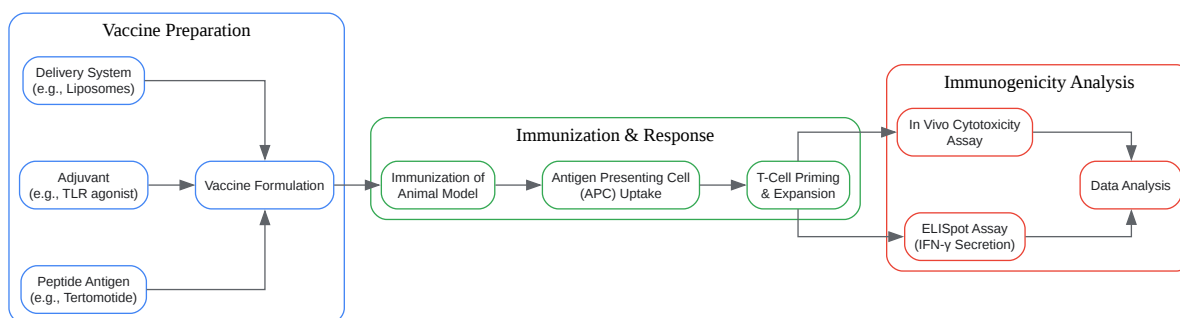 Vaccine Preparation
Delivery System
(e.g., Liposomes)
Adjuvant
(e.g., TLR agonist)
Vaccine Formulation
Peptide Antigen
(e.g., Tertomotide)
Immunization & Response
Immunization of
Animal Model
Antigen Presenting Cell
(APC) Uptake
T-Cell Priming
& Expansion
Immunogenicity Analysis
In Vivo Cytotoxicity
Assay
ELISpot Assay
(IFN-γ Secretion)
Data Analysis